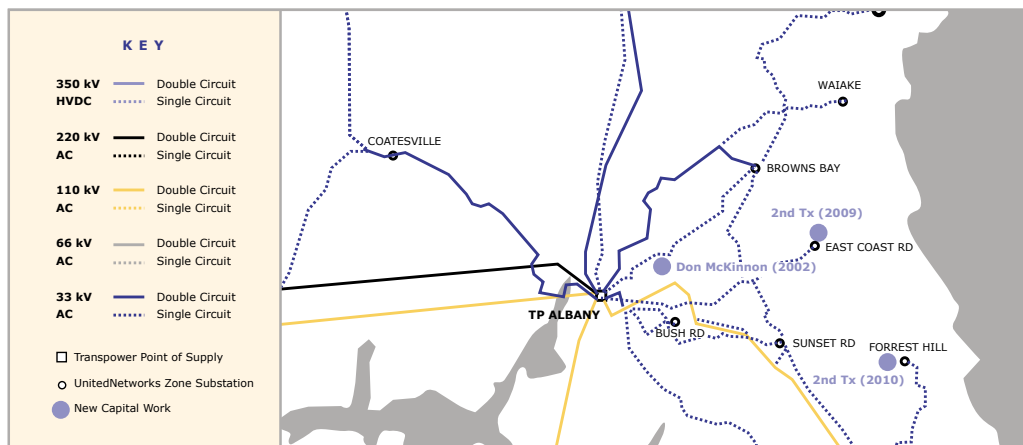 K E Y
350 kV Double Circuit
HVDC Single Circuit
220 kV Double Circuit
AC Single Circuit
110 kV Double Circuit
AC Single Circuit
66 kV Double Circuit
AC Single Circuit
33 kV Double Circuit
AC Single Circuit
Transpower Point of Supply
UnitedNetworks Zone Substation
New Capital Work
WAIAKE
COATESVILLE
BROWNS BAY
2nd Tx (2009)
EAST COAST RD
Don McKinnon (2002)
TP ALBANY
BUSH RD
SUNSET RD
FORREST HILL
2nd Tx (2010)